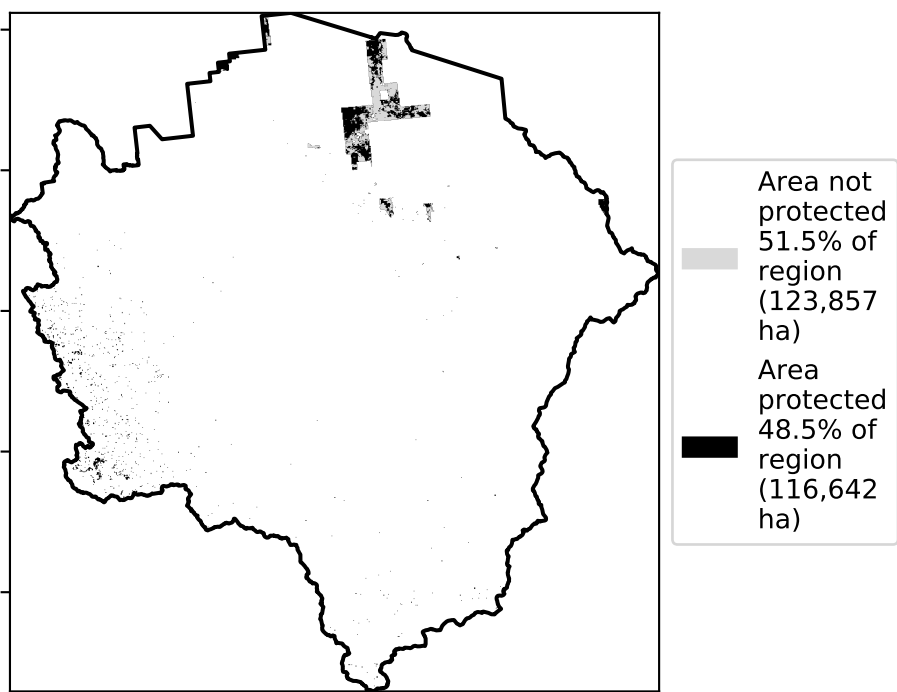 Area not
protected
51.5% of
region
(123,857
ha)
Area
protected
48.5% of
region
(116,642
ha)